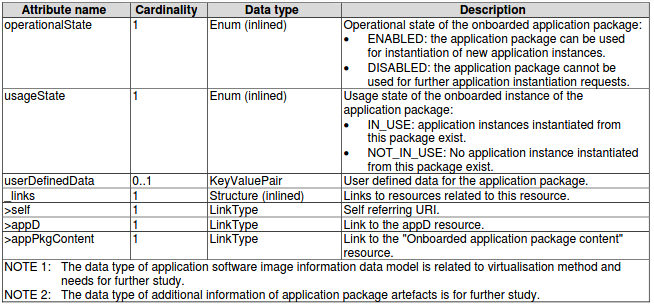 Attribute name Cardinality Data type Description
operationalState 1 Enum (inlined) Operational state of the onboarded application package:
• ENABLED: the application package can be used
for instantiation of new application instances.
• DISABLED: the application package cannot be
used for further application instantiation requests.
usageState 1 Enum (inlined) Usage state of the onboarded instance of the
application package:
• IN_USE: application instances instantiated from
this package exist.
• NOT_IN_USE: No application instance instantiated
from this package exist.
userDefinedData 0..1 KeyValuePair User defined data for the application package.
_links 1 Structure (inlined) Links to resources related to this resource.
>self 1 LinkType Self referring URI.
>appD 1 LinkType Link to the appD resource.
>appPkgContent 1 LinkType Link to the "Onboarded application package content"
resource.
NOTE 1: The data type of application software image information data model is related to virtualisation method and
needs for further study.
NOTE 2: The data type of additional information of application package artefacts is for further study.